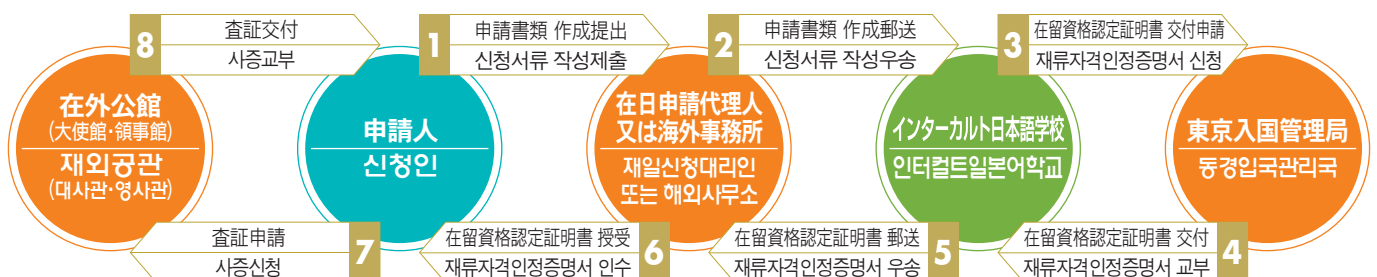 8
査証交付
사증교부
1
申請書類 作成提出
신청서류 작성제출
2
申請書類 作成郵送
신청서류 작성우송
3
在留資格認定証明書 交付申請
재류자격인정증명서 신청
在外公館
(大使館·領事館)
재외공관
(대사관·영사관)
申請人
신청인
在日申請代理人
又は海外事務所
재일신청대리인
또는 해외사무소
インターカルト日本語学校
인터컬트일본어학교
東京入国管理局
동경입국관리국
査証申請
사증신청
7
在留資格認定証明書 授受
재류자격인정증명서 인수
6
在留資格認定証明書 郵送
재류자격인정증명서 우송
5
在留資格認定証明書 交付
재류자격인정증명서 교부
4